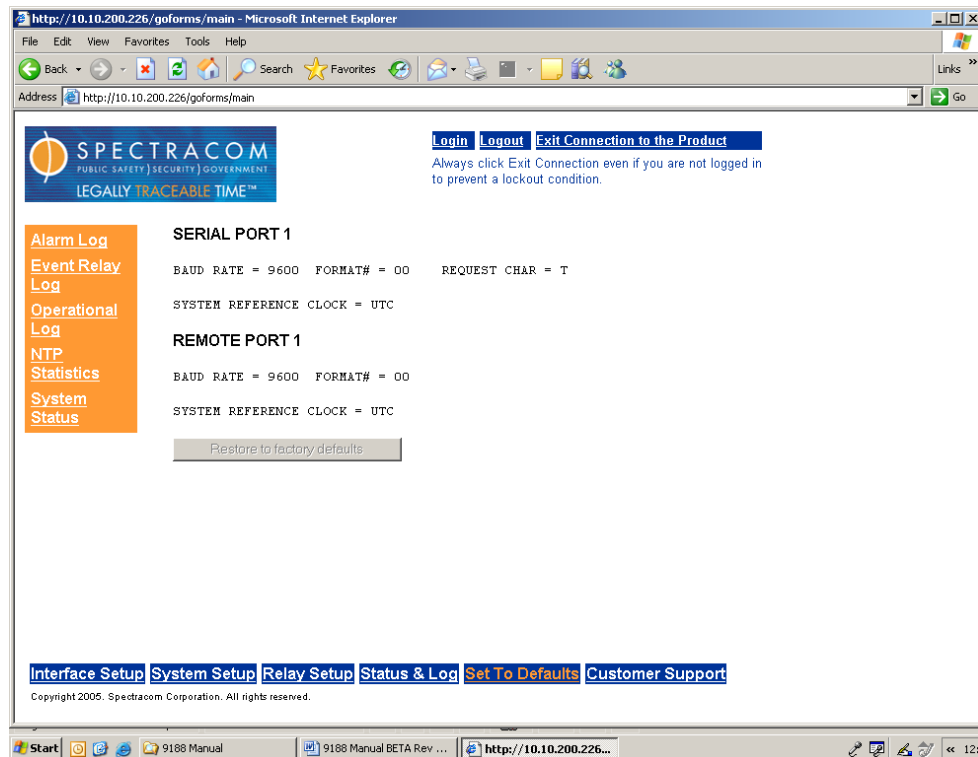 http://10.10.200.226/goforms/main - Microsoft Internet Explorer
File Edit View Favorites Tools Help
Back Search Favorites Links »
Address http://10.10.200.226/goforms/main Go
SPECTRACOM
PUBLIC SAFETY ) SECURITY ) GOVERNMENT
LEGALLY TRACEABLE TIME™
Login Logout Exit Connection to the Product
Always click Exit Connection even if you are not logged in
to prevent a lockout condition.
Alarm Log
Event Relay
Log
Operational
Log
NTP
Statistics
System
Status
SERIAL PORT 1
BAUD RATE = 9600 FORMAT# = 00 REQUEST CHAR = T
SYSTEM REFERENCE CLOCK = UTC
REMOTE PORT 1
BAUD RATE = 9600 FORMAT# = 00
SYSTEM REFERENCE CLOCK = UTC
Restore to factory defaults
Interface Setup System Setup Relay Setup Status & Log Set To Defaults Customer Support
Copyright 2005. Spectracom Corporation. All rights reserved.
Start 9188 Manual 9188 Manual BETA Rev ... http://10.10.200.226... « 12: